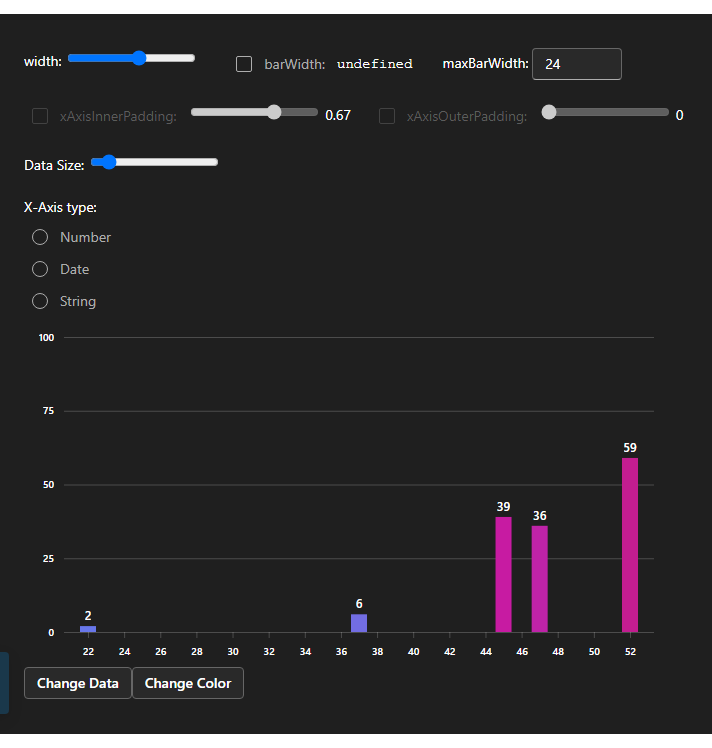 width: barWidth: undefined maxBarWidth: 24
xAxisInnerPadding: 0.67 xAxisOuterPadding: 0
Data Size:
X-Axis type:
Number
Date
String
100
75
59
50
39
36
25
6
2
0
22 24 26 28 30 32 34 36 38 40 42 44 46 48 50 52
Change Data Change Color